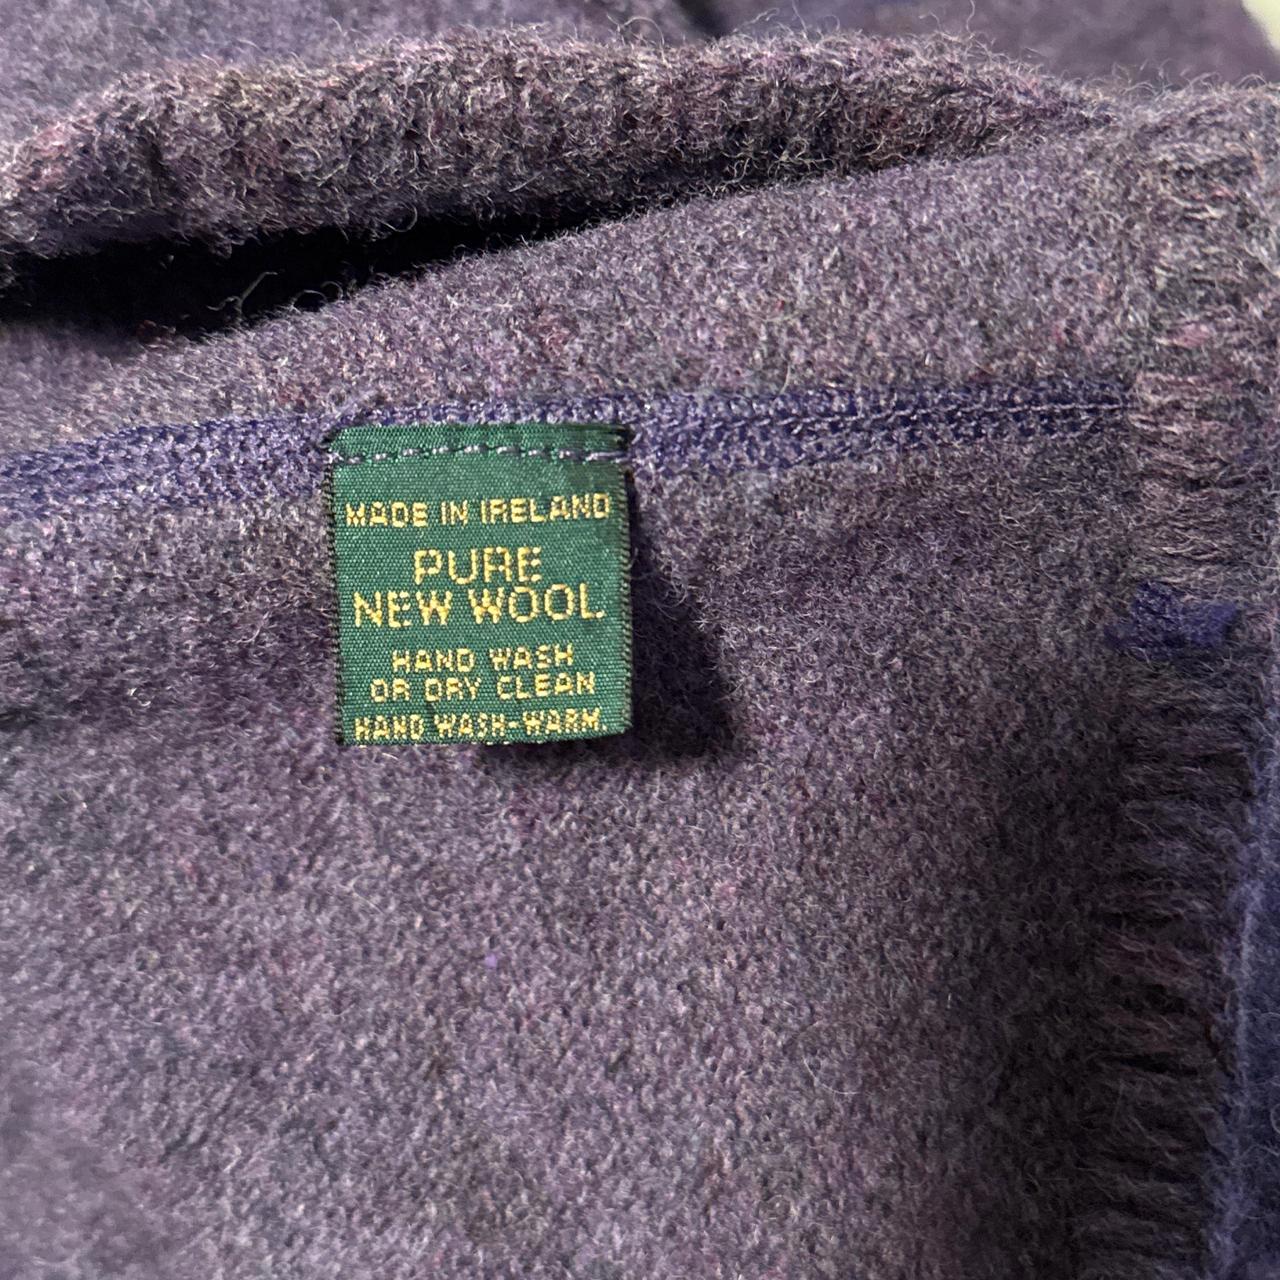 MADE IN IRELAND
PURE
NEW WOOL
HAND WASH
OR DRY CLEAN
HAND WASH-WARM